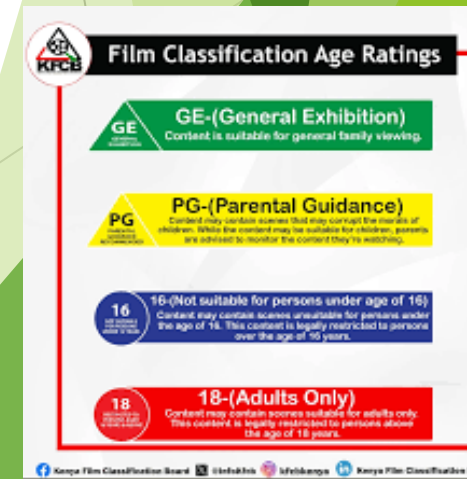 KFCB
Film Classification Age Ratings
GE
GE-(General Exhibition)
Content is suitable for general family viewing.
PG
PG-(Parental Guidance)
Content may contain scenes that may corrupt the morals of
children. While the content may be suitable for children, parents
are advised to monitor the content they're watching.
16
16-(Not suitable for persons under age of 16)
Content may contain scenes unsuitable for persons under
the age of 16. This content is legally restricted to persons
over the age of 16 years.
18
18-(Adults Only)
Content may contain scenes suitable for adults only.
This content is legally restricted to persons above
the age of 18 years.
Kenya Film Classification Board
Kenya Film Classification